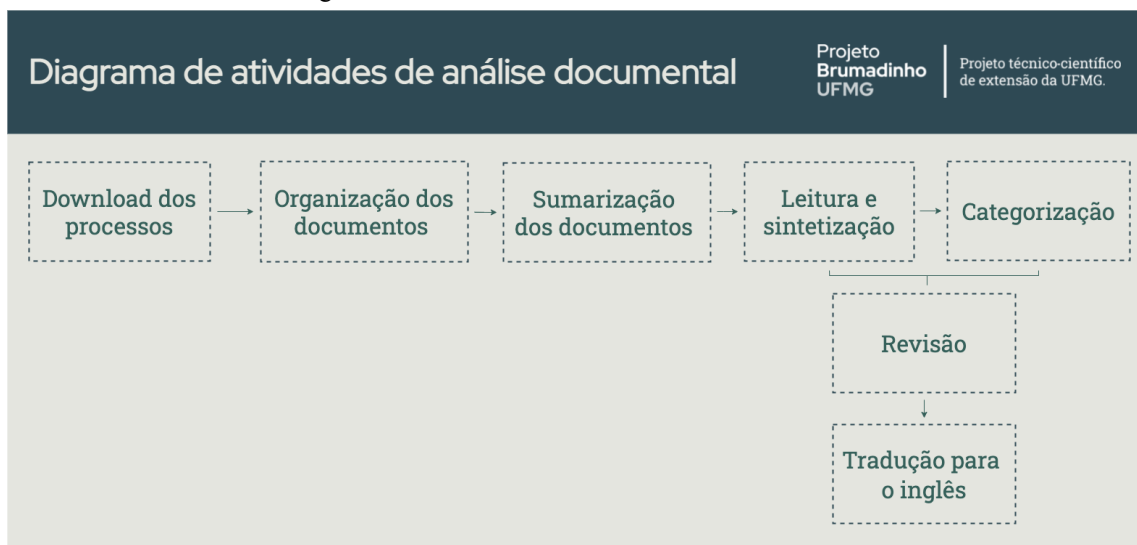 Diagrama de atividades de análise documental
Projeto
Brumadinho
UFMG
Projeto técnico-científico
de extensão da UFMG.
Download dos
processos
Organização dos
documentos
Sumarização
dos documentos
Leitura e
sintetização
Categorização
Revisão
Tradução para
o inglês